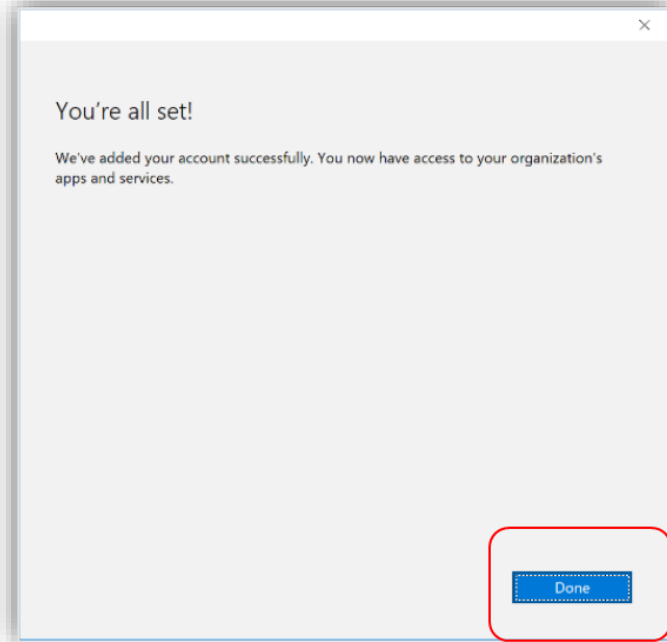 You're all set!
We've added your account successfully. You now have access to your organization's
apps and services.
Done